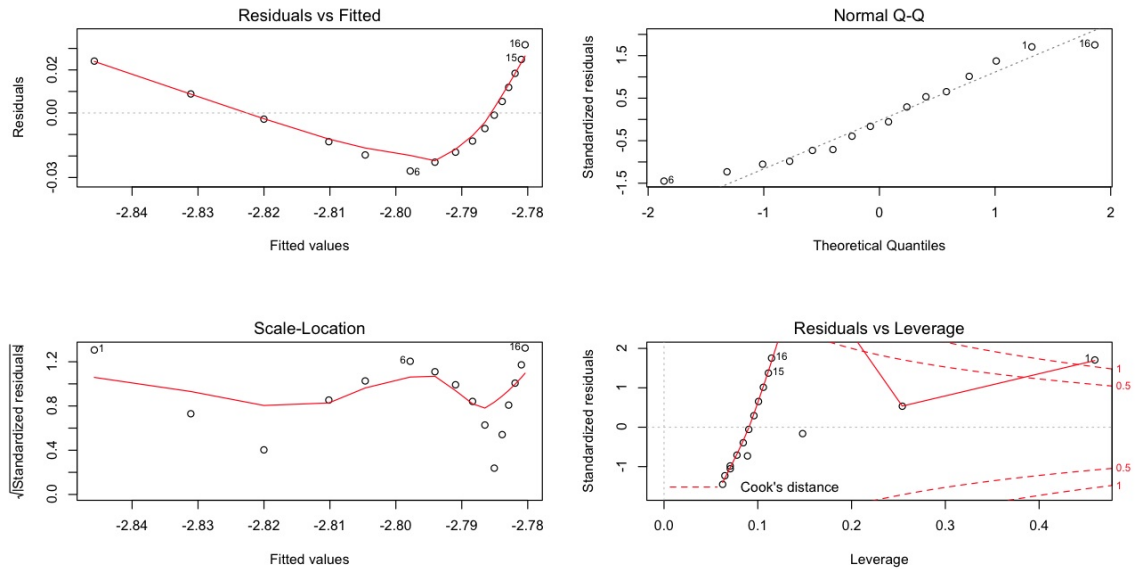 Residuals vs Fitted
Residuals
0.02
0.00
-0.03
16
15
6
-2.84 -2.83 -2.82 -2.81 -2.80 -2.79 -2.78
Fitted values
Normal Q-Q
Standardized residuals
1.5
0.5
-0.5
-1.5
1
16
6
-2 -1 0 1 2
Theoretical Quantiles
Scale-Location
√|Standardized residuals|
1.2
0.8
0.4
0.0
1
6
16
-2.84 -2.83 -2.82 -2.81 -2.80 -2.79 -2.78
Fitted values
Residuals vs Leverage
Standardized residuals
2
1
0
-1
16
15
1
1
0.5
0.5
1
Cook's distance
0.0 0.1 0.2 0.3 0.4
Leverage